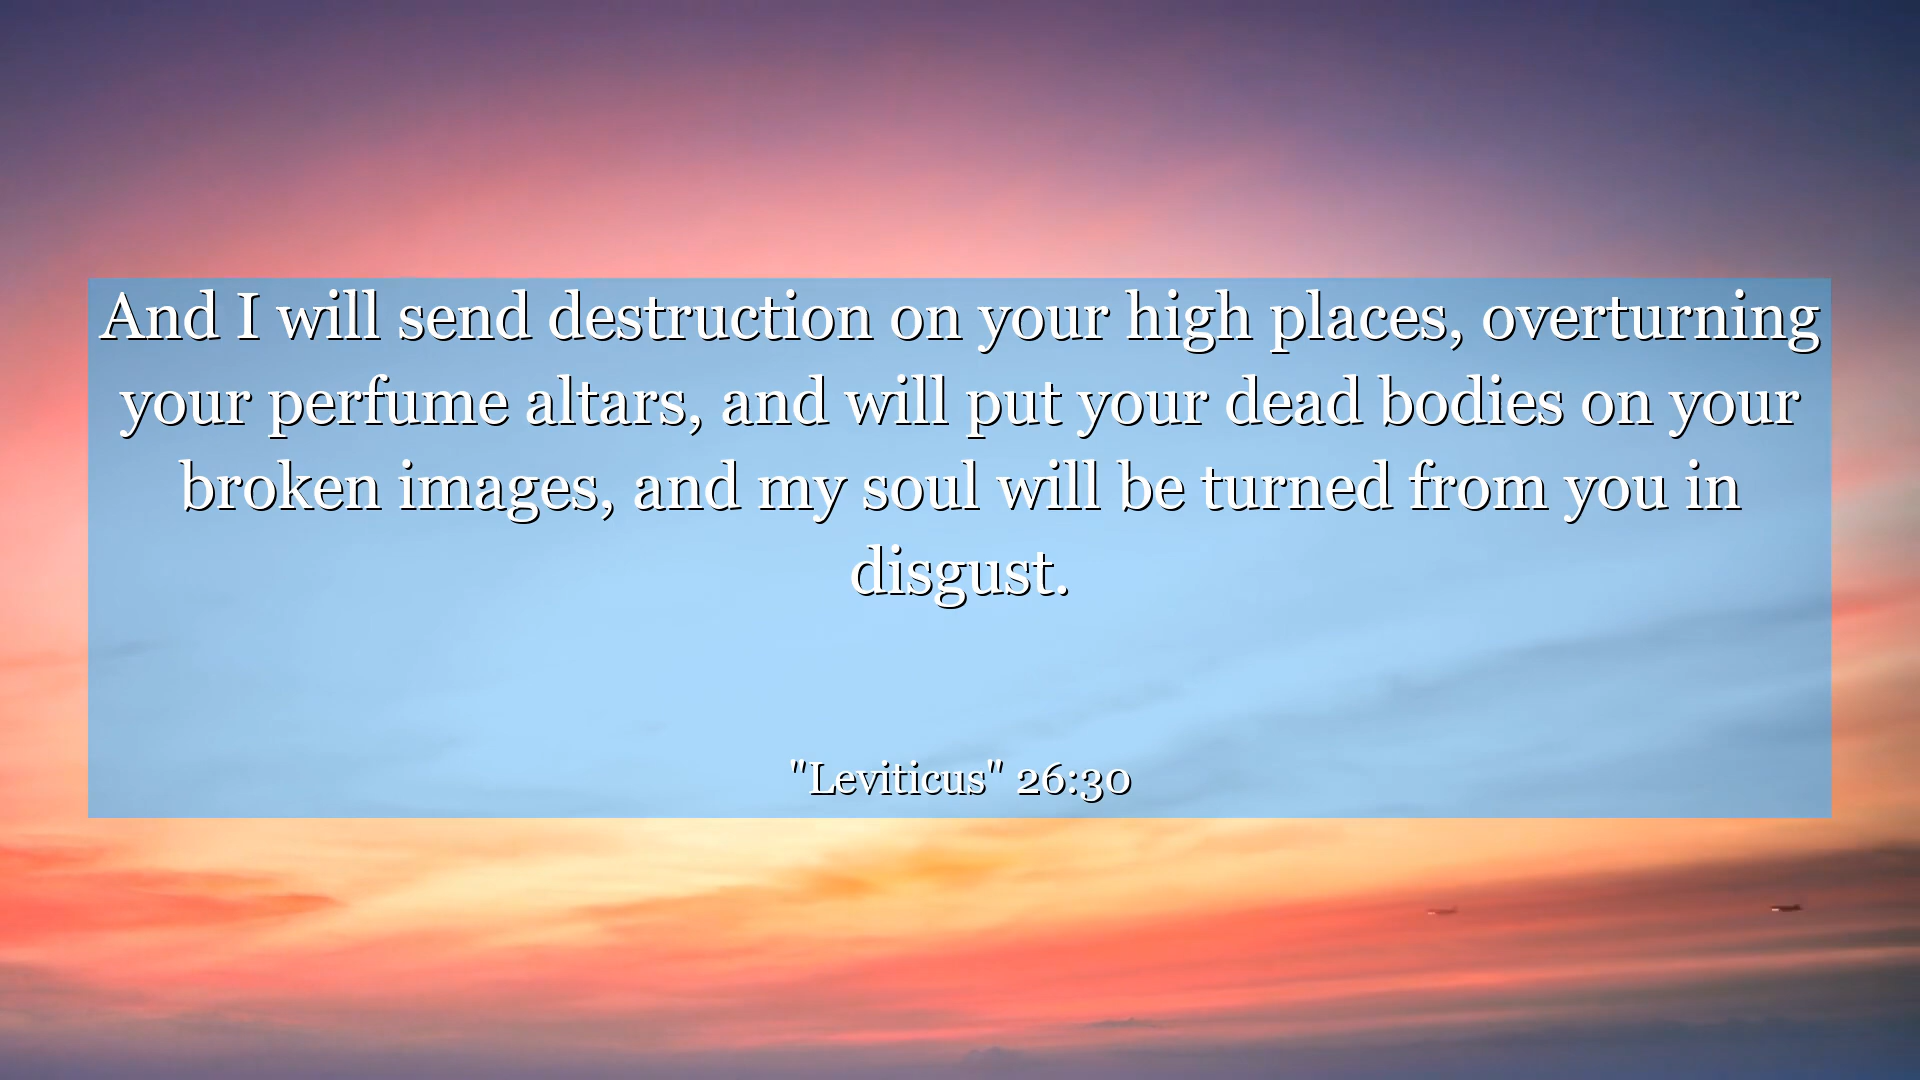 And I will send destruction on your high places, overturning
your perfume altars, and will put your dead bodies on your
broken images, and my soul will be turned from you in
disgust.
"Leviticus" 26:30